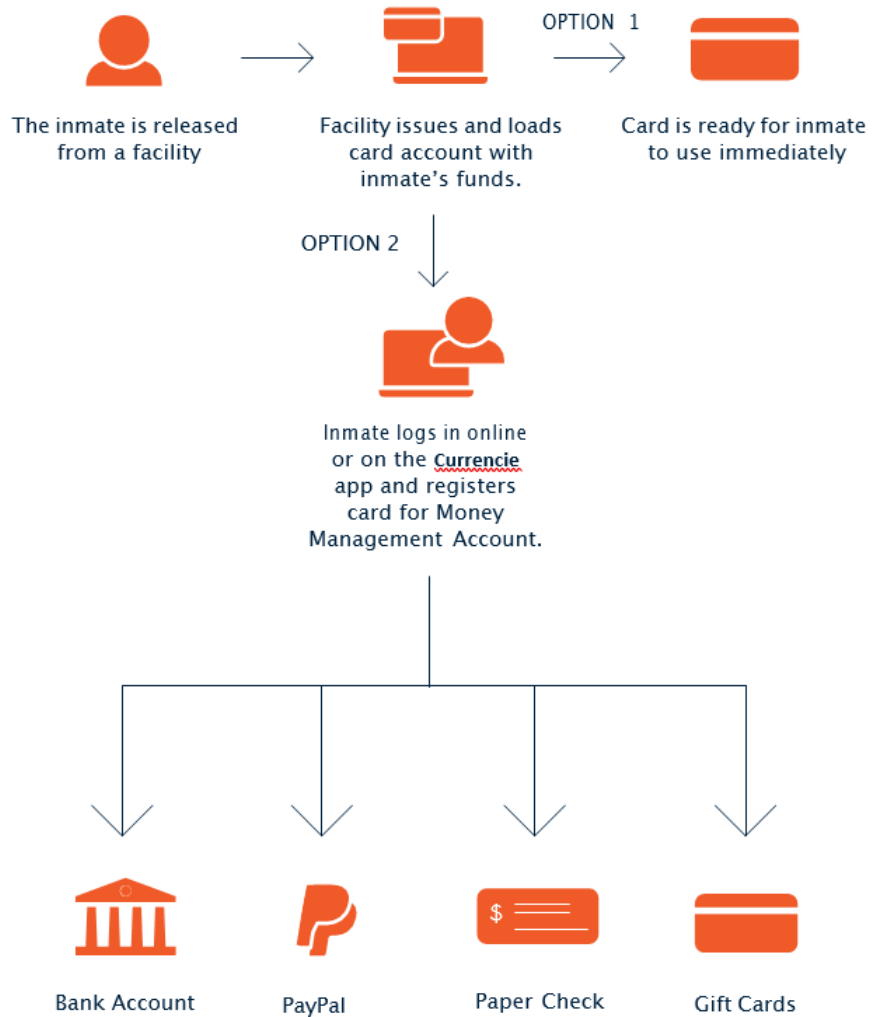 OPTION 1
The inmate is released
from a facility
Facility issues and loads
card account with
inmate's funds.
Card is ready for inmate
to use immediately
OPTION 2
Inmate logs in online
or on the Currencie
app and registers
card for Money
Management Account.
$
Bank Account
PayPal
Paper Check
Gift Cards